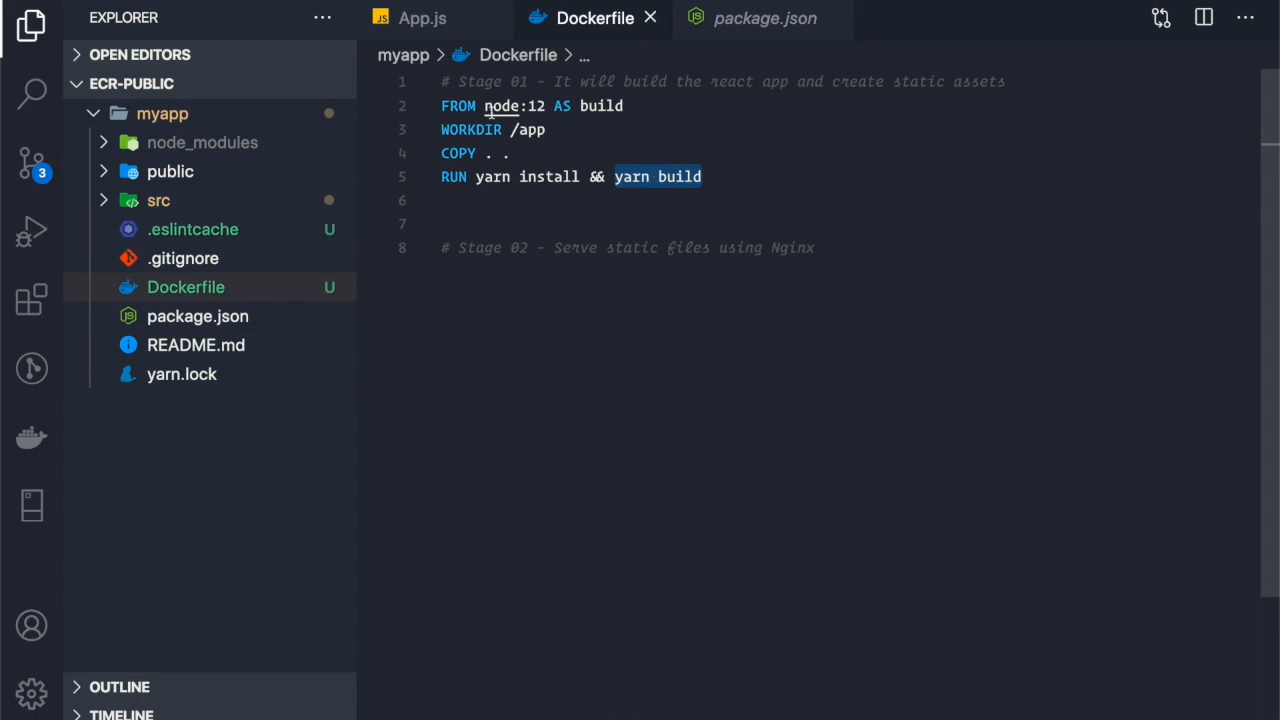 EXPLORER
...
JS App.js
Dockerfile
package.json
...
OPEN EDITORS
myapp > Dockerfile > ...
ECR-PUBLIC
myapp
node_modules
public
src
.eslintcache U
.gitignore
Dockerfile U
package.json
README.md
yarn.lock
3
1 # Stage 01 - It will build the react app and create static assets
2 FROM node:12 AS build
3 WORKDIR /app
4 COPY . .
5 RUN yarn install && yarn build
6
7
8 # Stage 02 - Serve static files using Nginx
OUTLINE
TIMELINE